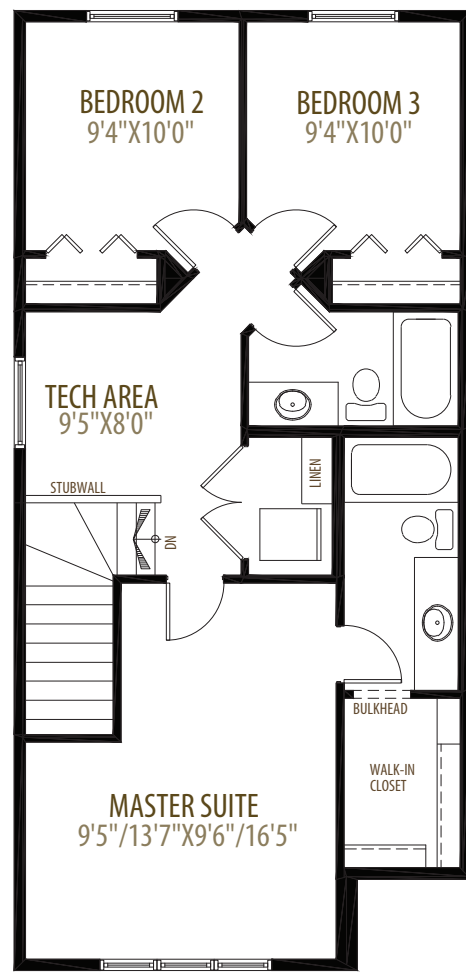 BEDROOM 2
9'4"X10'0"
BEDROOM 3
9'4"X10'0"
TECH AREA
9'5"X8'0"
STUBWALL
DN
LINEN
BULKHEAD
WALK-IN
CLOSET
MASTER SUITE
9'5"/13'7"X9'6"/16'5"